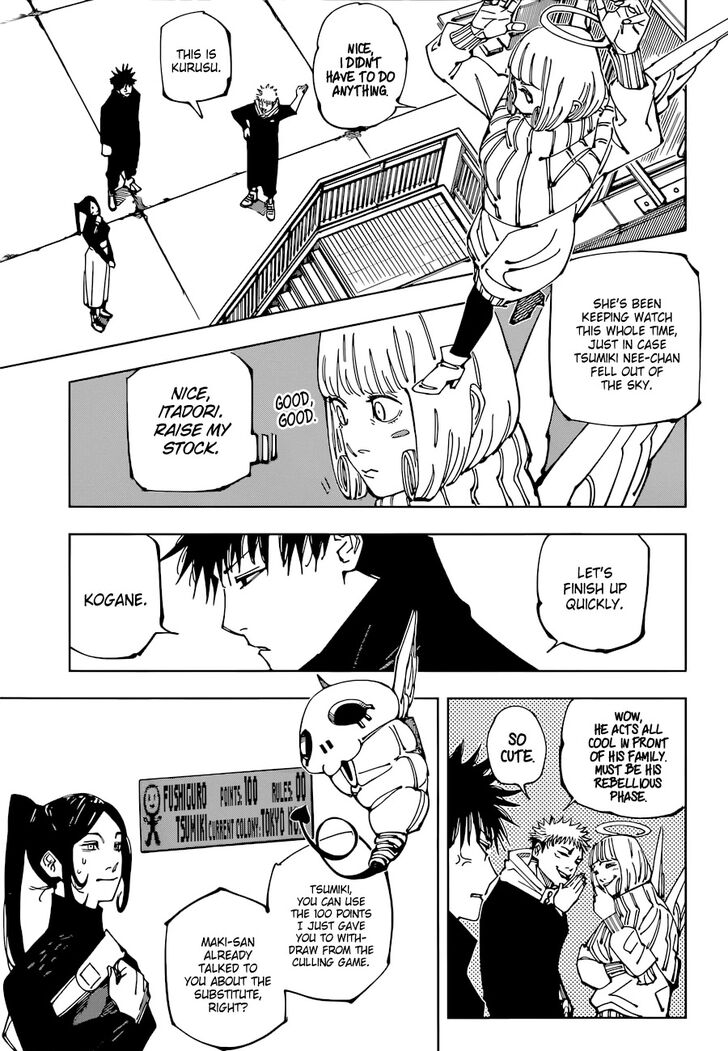 NICE,
I DIDN'T
HAVE TO DO
ANYTHING.
THIS IS
KURUSU.
SHE'S BEEN
KEEPING WATCH
THIS WHOLE TIME,
JUST IN CASE
TSUMIKI NEE-CHAN
FELL OUT OF
THE SKY.
GOOD,
GOOD.
NICE,
ITADORI.
RAISE MY
STOCK.
LET'S
FINISH UP
QUICKLY.
KOGANE.
WOW,
HE ACTS ALL
COOL IN FRONT
OF HIS FAMILY.
MUST BE HIS
REBELLIOUS
PHASE.
SO
CUTE.
FUSHIGURO POINTS:100 RULES:00
TSUMIKI CURRENT COLONY:TOKYO
TSUMIKI,
YOU CAN USE
THE 100 POINTS
I JUST GAVE
YOU TO WITH-
DRAW FROM THE
CULLING GAME.
MAKI-SAN
ALREADY
TALKED TO
YOU ABOUT THE
SUBSTITUTE,
RIGHT?